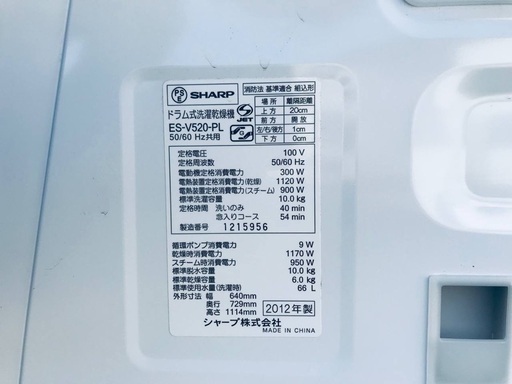 PS E SHARP
ドラム式洗濯乾燥機
ES-V520-PL
50/60 Hz共用
JET
消防法 基準適合 組込形
場所 離隔距離
上方 20cm
前方 開放
左方/右方/後方 1cm
下方 0cm
定格電圧 100 V
定格周波数 50/60 Hz
電動機定格消費電力 300 W
電熱装置定格消費電力(乾燥) 1120 W
電熱装置定格消費電力(スチーム) 900 W
標準洗濯容量 10.0 kg
定格時間 洗いのみ 40 min
念入りコース 54 min
製造番号 1215956
循環ポンプ消費電力 9 W
乾燥時消費電力 1170 W
スチーム時消費電力 950 W
標準脱水容量 10.0 kg
標準乾燥容量 6.0 kg
標準使用水量(洗濯時) 66 L
外形寸法 幅 640mm
奥行 729mm
高さ 1114mm
2012年製
シャープ株式会社
MADE IN CHINA